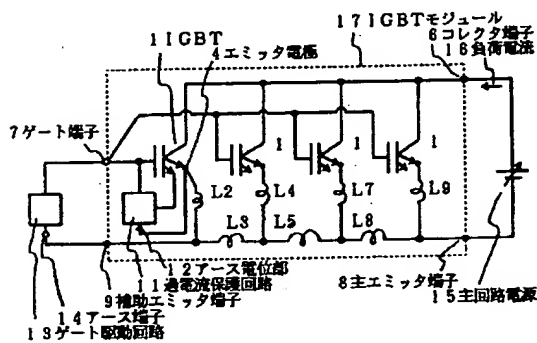 1 IGBT
4エミッタ電極
17 IGBTモジュール
6コレクタ端子
16負荷電流
7ゲート端子
1
1
1
L2
L4
L7
L9
L3
L5
L8
12アース電位部
11過電流保護回路
9補助エミッタ端子
14アース端子
13ゲート駆動回路
8主エミッタ端子
15主回路電源